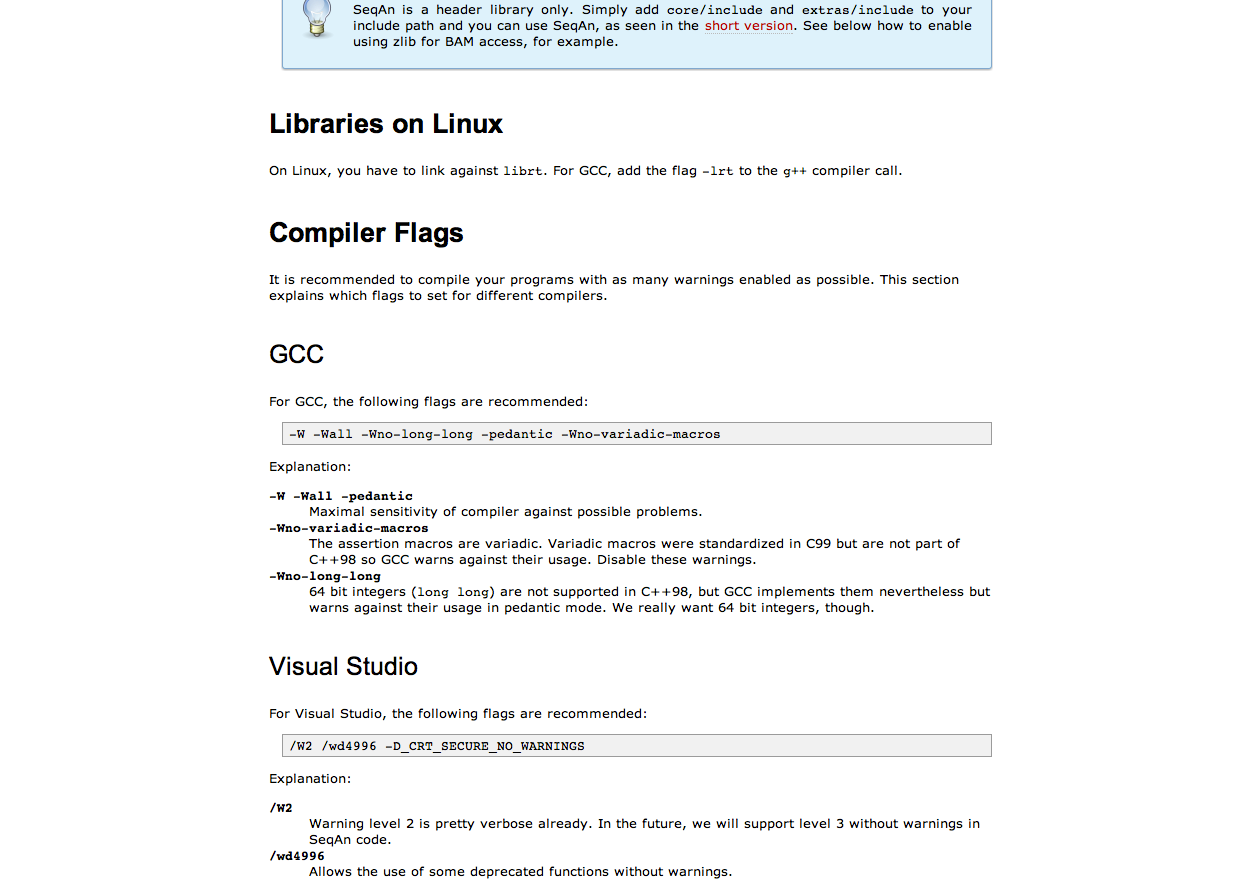 SeqAn is a header library only. Simply add core/include and extras/include to your
include path and you can use SeqAn, as seen in the short version. See below how to enable
using zlib for BAM access, for example.
Libraries on Linux
On Linux, you have to link against librt. For GCC, add the flag -lrt to the g++ compiler call.
Compiler Flags
It is recommended to compile your programs with as many warnings enabled as possible. This section
explains which flags to set for different compilers.
GCC
For GCC, the following flags are recommended:
-W -Wall -Wno-long-long -pedantic -Wno-variadic-macros
Explanation:
-W -Wall -pedantic
Maximal sensitivity of compiler against possible problems.
-Wno-variadic-macros
The assertion macros are variadic. Variadic macros were standardized in C99 but are not part of
C++98 so GCC warns against their usage. Disable these warnings.
-Wno-long-long
64 bit integers (long long) are not supported in C++98, but GCC implements them nevertheless but
warns against their usage in pedantic mode. We really want 64 bit integers, though.
Visual Studio
For Visual Studio, the following flags are recommended:
/W2 /wd4996 -D_CRT_SECURE_NO_WARNINGS
Explanation:
/W2
Warning level 2 is pretty verbose already. In the future, we will support level 3 without warnings in
SeqAn code.
/wd4996
Allows the use of some deprecated functions without warnings.